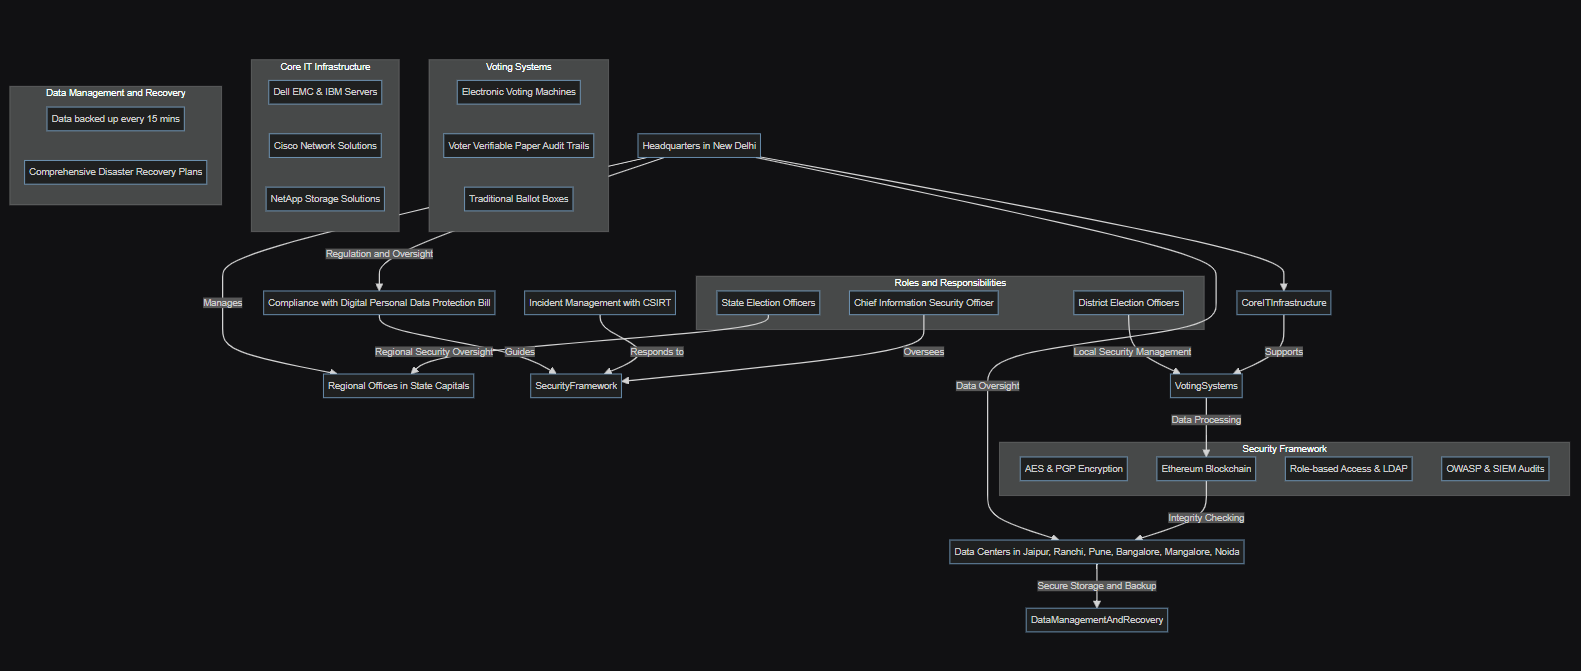 Core IT Infrastructure
Voting Systems
Dell EMC & IBM Servers
Electronic Voting Machines
Data Management and Recovery
Data backed up every 15 mins
Cisco Network Solutions
Voter Verifiable Paper Audit Trails
Headquarters in New Delhi
Comprehensive Disaster Recovery Plans
NetApp Storage Solutions
Traditional Ballot Boxes
Regulation and Oversight
Roles and Responsibilities
Manages
Compliance with Digital Personal Data Protection Bill
Incident Management with CSIRT
State Election Officers
Chief Information Security Officer
District Election Officers
CoreITInfrastructure
Regional Security Oversight
Guides
Responds to
Oversees
Local Security Management
Supports
Regional Offices in State Capitals
SecurityFramework
Data Oversight
VotingSystems
Data Processing
Security Framework
AES & PGP Encryption
Ethereum Blockchain
Role-based Access & LDAP
OWASP & SIEM Audits
Integrity Checking
Data Centers in Jaipur, Ranchi, Pune, Bangalore, Mangalore, Noida
Secure Storage and Backup
DataManagementAndRecovery